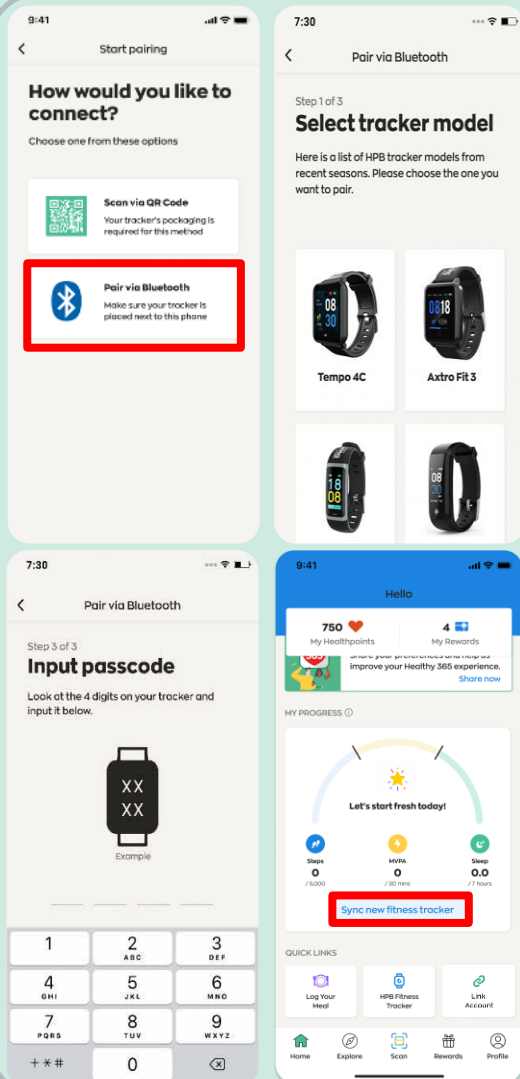 9:41
Start pairing
How would you like to
connect?
Choose one from these options
Scan via QR Code
Your tracker's packaging is
required for this method
Pair via Bluetooth
Make sure your tracker is
placed next to this phone
7:30
Pair via Bluetooth
Step 1 of 3
Select tracker model
Here is a list of HPB tracker models from
recent seasons. Please choose the one you
want to pair.
08
30
Tempo 4C
0818
Axtro Fit 3
18
08
08
30
7:30
Pair via Bluetooth
Step 3 of 3
Input passcode
Look at the 4 digits on your tracker and
input it below.
XX
XX
Example
1
2
ABC
3
DEF
4
GHI
5
JKL
6
MNO
7
PQRS
8
TUV
9
WXYZ
+*#
0
9:41
Hello
750
My Healthpoints
4
My Rewards
share your preferences and help us
improve your Healthy 365 experience.
Share now
MY PROGRESS
Let's start fresh today!
Steps
0
/ 5,000
MVPA
0
/ 30 mins
Sleep
0.0
/ 7 hours
Sync new fitness tracker
QUICK LINKS
Log Your
Meal
HPB Fitness
Tracker
Link
Account
Home
Explore
Scan
Rewards
Profile